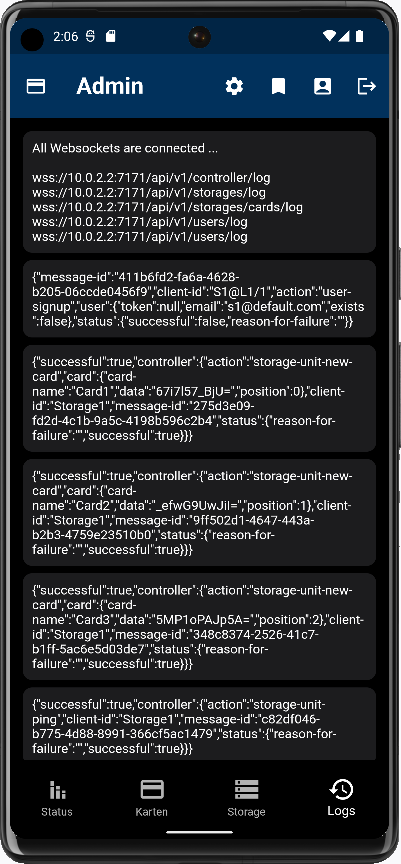 2:06
Admin
All Websockets are connected ...
wss://10.0.2.2:7171/api/v1/controller/log
wss://10.0.2.2:7171/api/v1/storages/log
wss://10.0.2.2:7171/api/v1/storages/cards/log
wss://10.0.2.2:7171/api/v1/users/log
wss://10.0.2.2:7171/api/v1/users/log
{"message-id":"411b6fd2-fa6a-4628-
b205-06ccde0456f9","client-id":"S1@L1/1","action":"user-
signup","user":{"token":null,"email":"s1@default.com","exists
":false},"status":{"successful":false,"reason-for-failure":""}}
{"successful":true,"controller":{"action":"storage-unit-new-
card","card":{"card-
name":"Card1","data":"67i7l57_BjU=","position":0},"client-
id":"Storage1","message-id":"275d3e09-
fd2d-4c1b-9a5c-4198b596c2b4","status":{"reason-for-
failure":"","successful":true}}}
{"successful":true,"controller":{"action":"storage-unit-new-
card","card":{"card-
name":"Card2","data":"_efwG9UwJiI=","position":1},"client-
id":"Storage1","message-id":"9ff502d1-4647-443a-
b2b3-4759e23510b0","status":{"reason-for-
failure":"","successful":true}}}
{"successful":true,"controller":{"action":"storage-unit-new-
card","card":{"card-
name":"Card3","data":"5MP1oPAJp5A=","position":2},"client-
id":"Storage1","message-id":"348c8374-2526-41c7-
b1ff-5ac6e5d03de7","status":{"reason-for-
failure":"","successful":true}}}
{"successful":true,"controller":{"action":"storage-unit-
ping","client-id":"Storage1","message-id":"c82df046-
b775-4d88-8991-366cf5ac1479","status":{"reason-for-
failure":"","successful":true}}}
Status
Karten
Storage
Logs